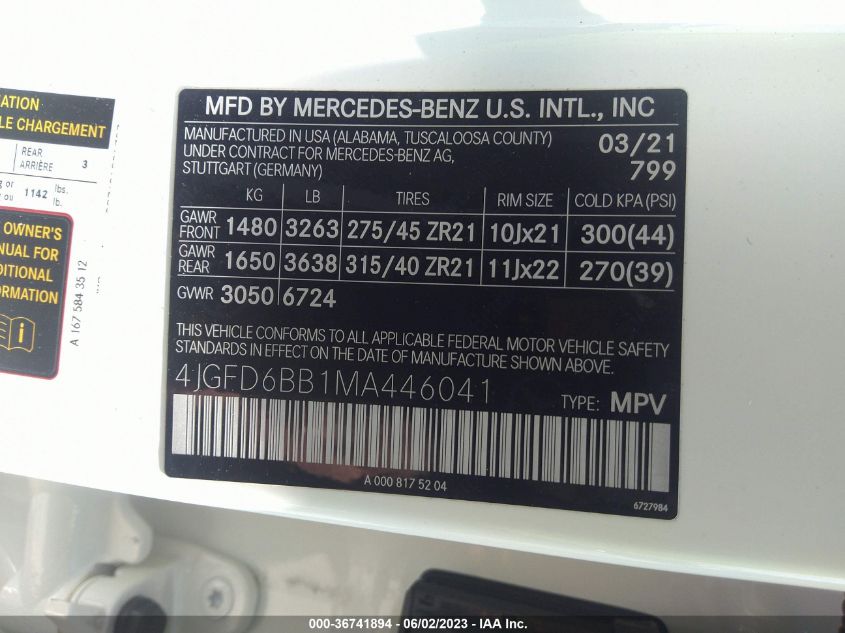 ATION
LE CHARGEMENT
REAR
ARRIÈRE 3
g or
ou 1142 lbs.
lb.
OWNER'S
NUAL FOR
DITIONAL
ORMATION
A 167 584 35 12
MFD BY MERCEDES-BENZ U.S. INTL., INC
MANUFACTURED IN USA (ALABAMA, TUSCALOOSA COUNTY) 03/21
UNDER CONTRACT FOR MERCEDES-BENZ AG, 799
STUTTGART (GERMANY)
KG LB TIRES RIM SIZE COLD KPA (PSI)
GAWR FRONT 1480 3263 275/45 ZR21 10Jx21 300(44)
GAWR REAR 1650 3638 315/40 ZR21 11Jx22 270(39)
GVWR 3050 6724
THIS VEHICLE CONFORMS TO ALL APPLICABLE FEDERAL MOTOR VEHICLE SAFETY
STANDARDS IN EFFECT ON THE DATE OF MANUFACTURE SHOWN ABOVE.
4JGFD6BB1MA446041 TYPE: MPV
A 000 817 52 04
6727984
000-36741894 - 06/02/2023 - IAA Inc.